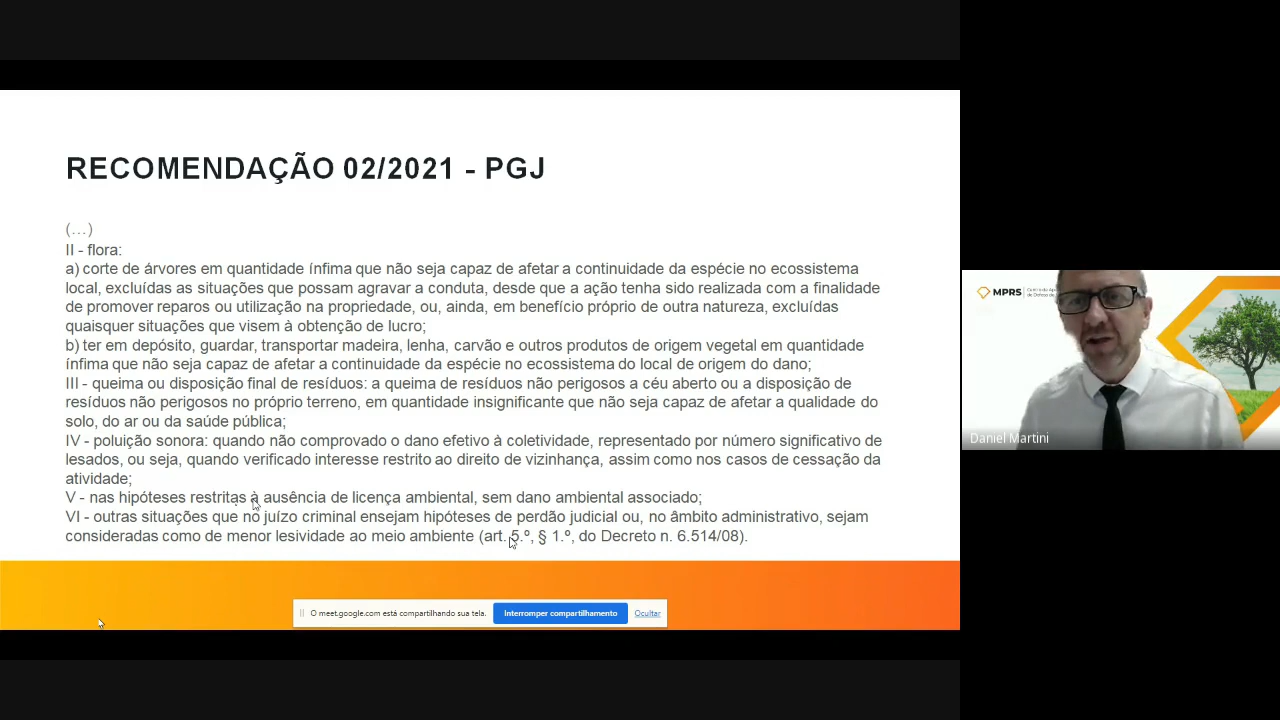 RECOMENDAÇÃO 02/2021 - PGJ
(...)
II - flora:
a) corte de árvores em quantidade ínfima que não seja capaz de afetar a continuidade da espécie no ecossistema
local, excluídas as situações que possam agravar a conduta, desde que a ação tenha sido realizada com a finalidade
de promover reparos ou utilização na propriedade, ou, ainda, em benefício próprio de outra natureza, excluídas
quaisquer situações que visem à obtenção de lucro;
b) ter em depósito, guardar, transportar madeira, lenha, carvão e outros produtos de origem vegetal em quantidade
ínfima que não seja capaz de afetar a continuidade da espécie no ecossistema do local de origem do dano;
III - queima ou disposição final de resíduos: a queima de resíduos não perigosos a céu aberto ou a disposição de
resíduos não perigosos no próprio terreno, em quantidade insignificante que não seja capaz de afetar a qualidade do
solo, do ar ou da saúde pública;
IV - poluição sonora: quando não comprovado o dano efetivo à coletividade, representado por número significativo de
lesados, ou seja, quando verificado interesse restrito ao direito de vizinhança, assim como nos casos de cessação da
atividade;
V - nas hipóteses restritas à ausência de licença ambiental, sem dano ambiental associado;
VI - outras situações que no juízo criminal ensejam hipóteses de perdão judicial ou, no âmbito administrativo, sejam
consideradas como de menor lesividade ao meio ambiente (art. 5.º, § 1.º, do Decreto n. 6.514/08).
O meet.google.com está compartilhando sua tela.
Interromper compartilhamento
Ocultar
MPRS
Daniel Martini